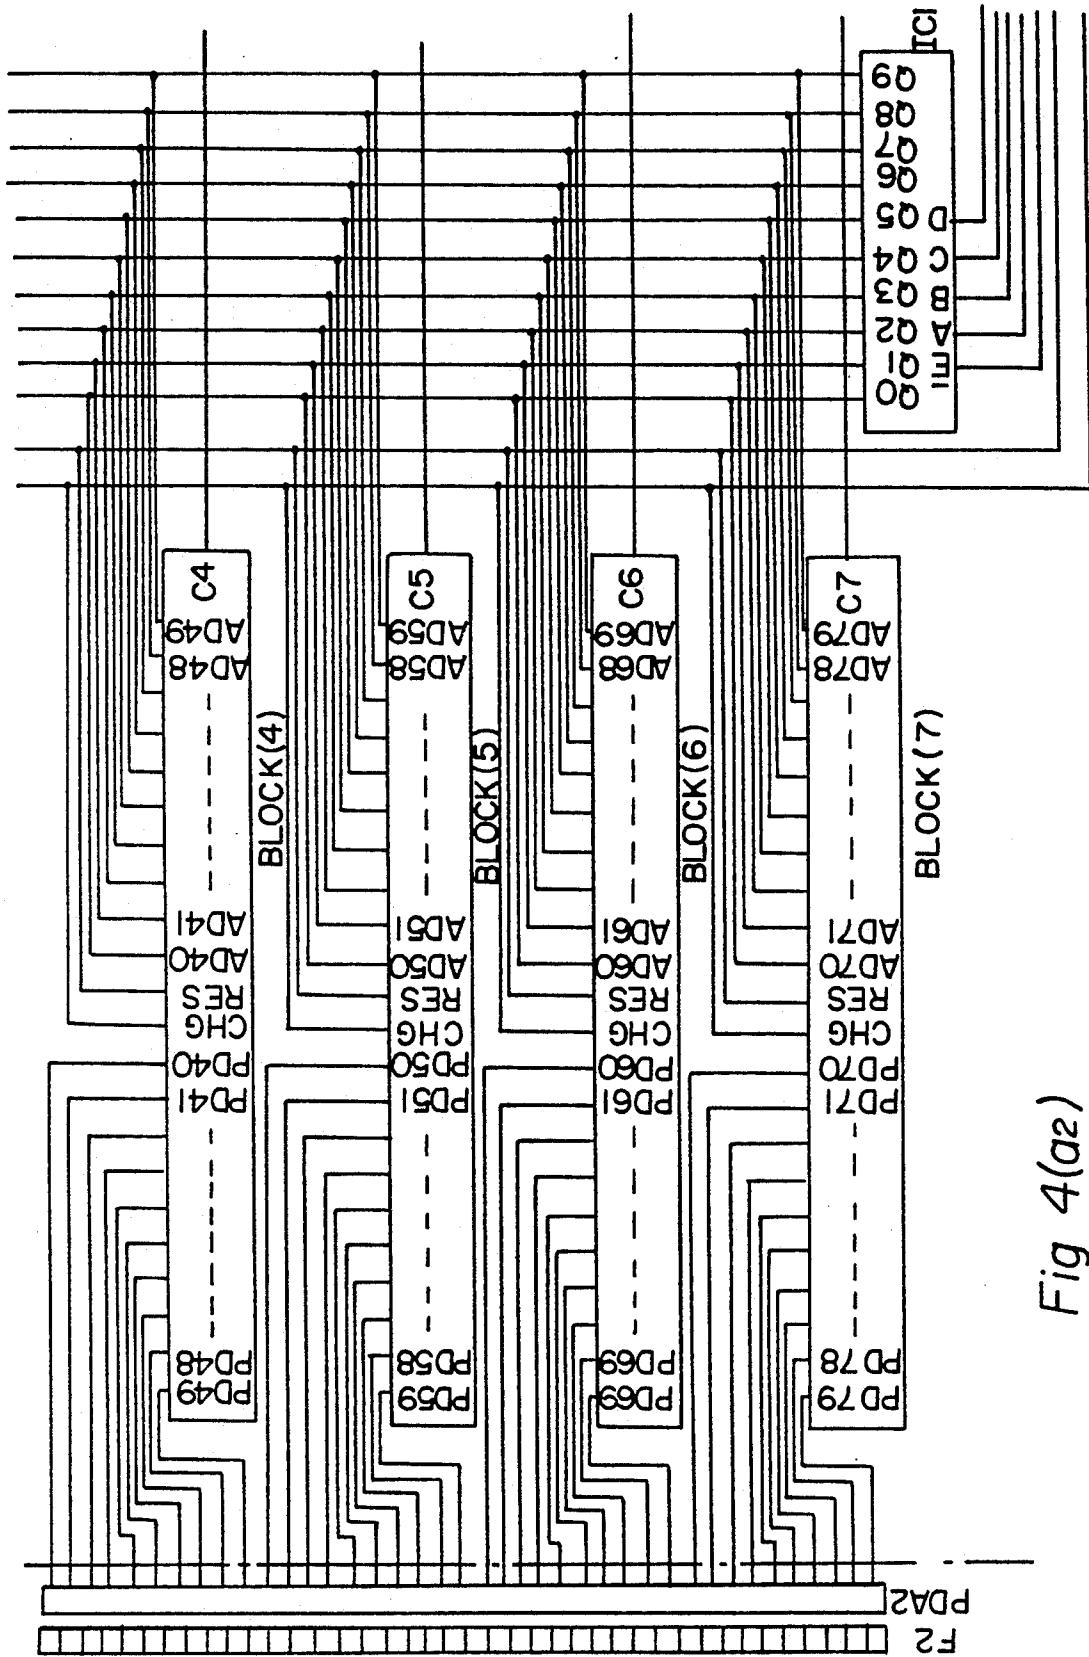 F2
PDA2
PD49
PD48
PD41
PD40
CHG
RES
AD40
AD41
AD48
AD49
C4
BLOCK(4)
PD59
PD58
PD51
PD50
CHG
RES
AD50
AD51
AD58
AD59
C5
BLOCK(5)
PD69
PD69
PD61
PD60
CHG
RES
AD60
AD61
AD68
AD69
C6
BLOCK(6)
PD79
PD78
PD71
PD70
CHG
RES
AD70
AD71
AD78
AD79
C7
BLOCK(7)
Q0 Q1 Q2 Q3 Q4 Q5 Q6 Q7 Q8 Q9
E1 A B C D
IC1
Fig 4(a2)